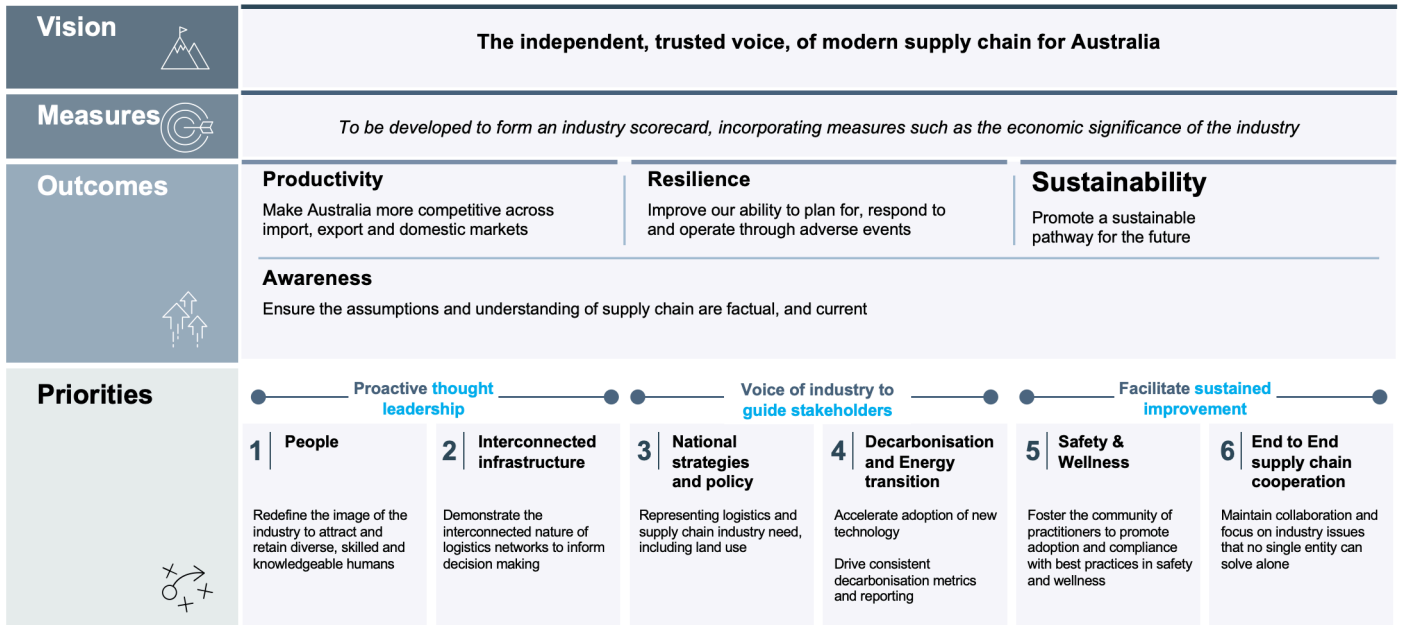 Vision
The independent, trusted voice, of modern supply chain for Australia
Measures
To be developed to form an industry scorecard, incorporating measures such as the economic significance of the industry
Outcomes
Productivity
Make Australia more competitive across
import, export and domestic markets
Resilience
Improve our ability to plan for, respond to
and operate through adverse events
Sustainability
Promote a sustainable
pathway for the future
Awareness
Ensure the assumptions and understanding of supply chain are factual, and current
Priorities
Proactive thought
leadership
Voice of industry to
guide stakeholders
Facilitate sustained
improvement
1
People
Redefine the image of the
industry to attract and
retain diverse, skilled and
knowledgeable humans
2
Interconnected
infrastructure
Demonstrate the
interconnected nature of
logistics networks to inform
decision making
3
National
strategies
and policy
Representing logistics and
supply chain industry need,
including land use
4
Decarbonisation
and Energy
transition
Accelerate adoption of new
technology
Drive consistent
decarbonisation metrics
and reporting
5
Safety &
Wellness
Foster the community of
practitioners to promote
adoption and compliance
with best practices in safety
and wellness
6
End to End
supply chain
cooperation
Maintain collaboration and
focus on industry issues
that no single entity can
solve alone